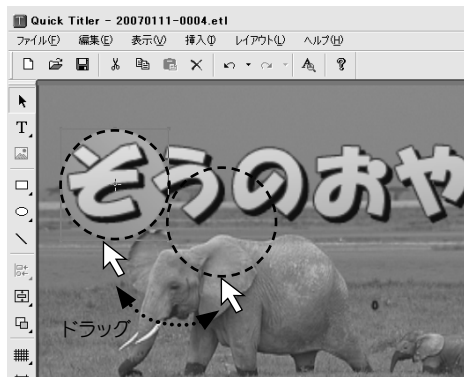 Quick Titler - 20070111-0004.etl
ファイル(F) 編集(E) 表示(V) 挿入(I) レイアウト(L) ヘルプ(H)
そうのおや
ドラッグ